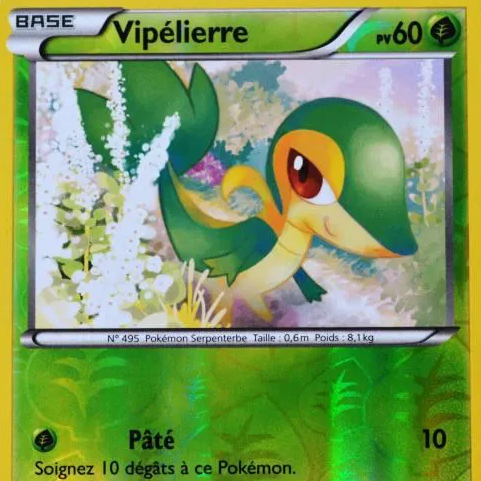 BASE Vipélierre PV60
N° 495 Pokémon Serpenterbe Taille : 0,6m Poids : 8,1kg
Pâté 10
Soignez 10 dégâts à ce Pokémon.